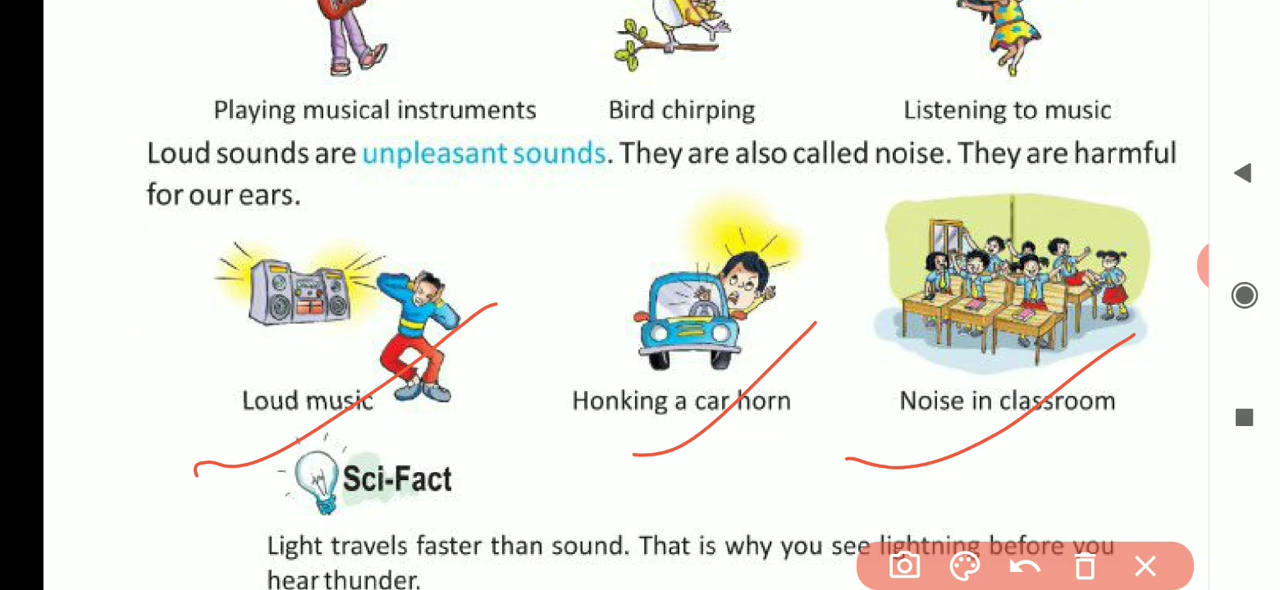 Playing musical instruments Bird chirping Listening to music
Loud sounds are unpleasant sounds. They are also called noise. They are harmful
for our ears.
Loud music Honking a car horn Noise in classroom
Sci-Fact
Light travels faster than sound. That is why you see lightning before you
hear thunder.